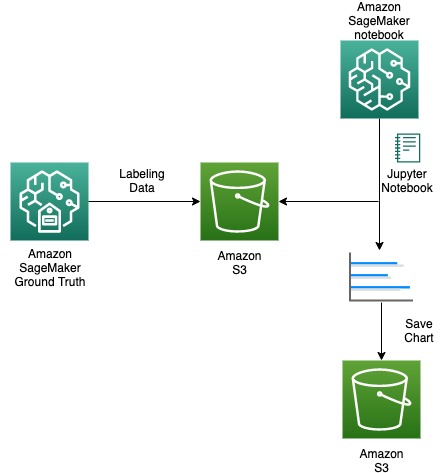 Amazon
SageMaker
notebook
Jupyter
Notebook
Labeling
Data
Amazon
SageMaker
Ground Truth
Amazon
S3
Save
Chart
Amazon
S3